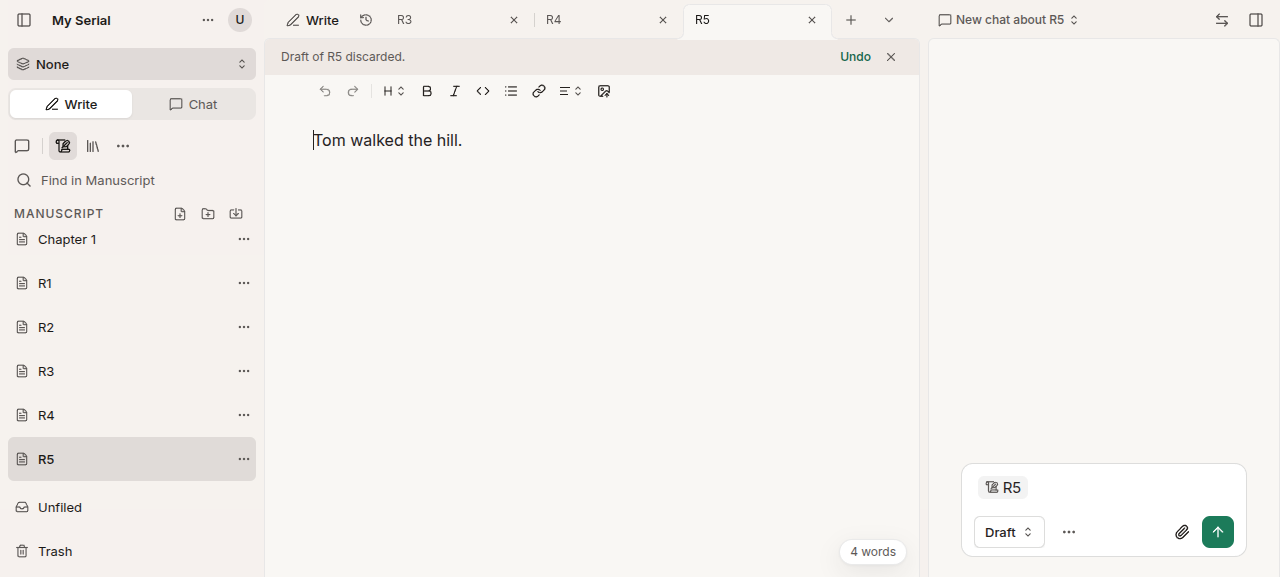 My Serial
U
None
Write
Chat
Find in Manuscript
MANUSCRIPT
Chapter 1
R1
R2
R3
R4
R5
Unfiled
Trash
Write
R3
R4
R5
Draft of R5 discarded.
Undo
H
B
I
Tom walked the hill.
4 words
New chat about R5
R5
Draft